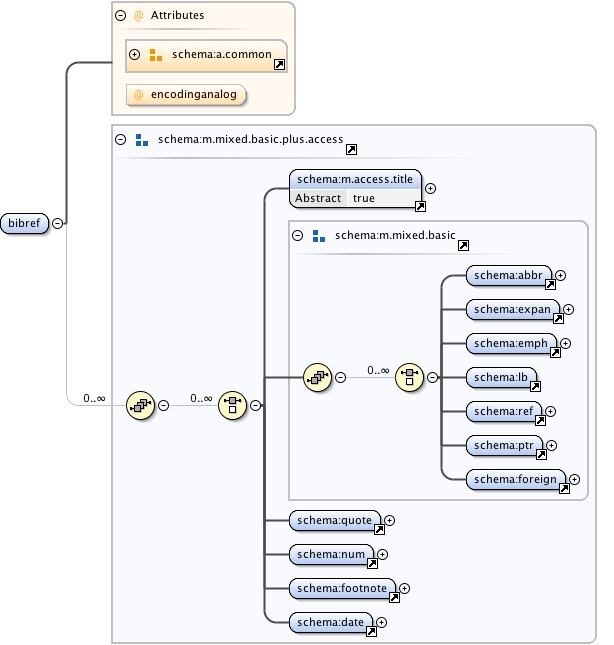 Attributes
schema:a.common
encodinganalog
schema:m.mixed.basic.plus.access
schema:m.access.title
Abstract true
bibref
schema:m.mixed.basic
schema:abbr
schema:expan
schema:emph
0..∞
schema:lb
0..∞
0..∞
schema:ref
schema:ptr
schema:foreign
schema:quote
schema:num
schema:footnote
schema:date